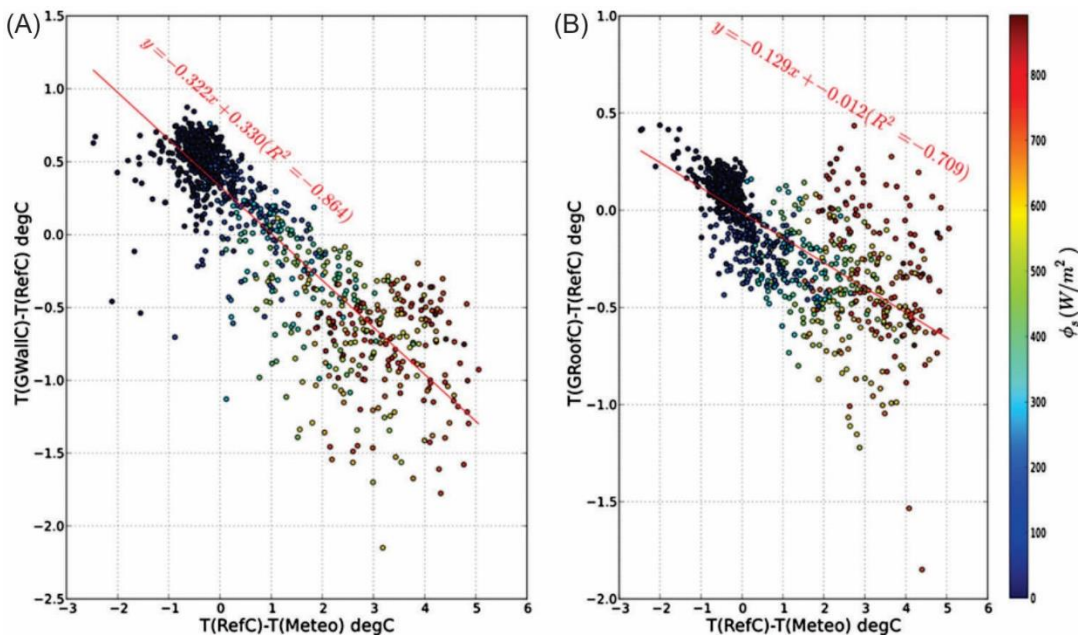 (A)
1.5
1.0
0.5
0.0
−0.5
−1.0
−1.5
−2.0
−2.5
−3 −2 −1 0 1 2 3 4 5 6
T(GWallC)-T(RefC) degC
T(RefC)-T(Meteo) degC
y = −0.322x + 0.330(R² = −0.864)
(B)
1.0
0.5
0.0
−0.5
−1.0
−1.5
−2.0
−3 −2 −1 0 1 2 3 4 5 6
T(GRoofC)-T(RefC) degC
T(RefC)-T(Meteo) degC
y = −0.129x + −0.012(R² = −0.709)
800
700
600
500
400
300
200
100
0
ϕs (W/m²)